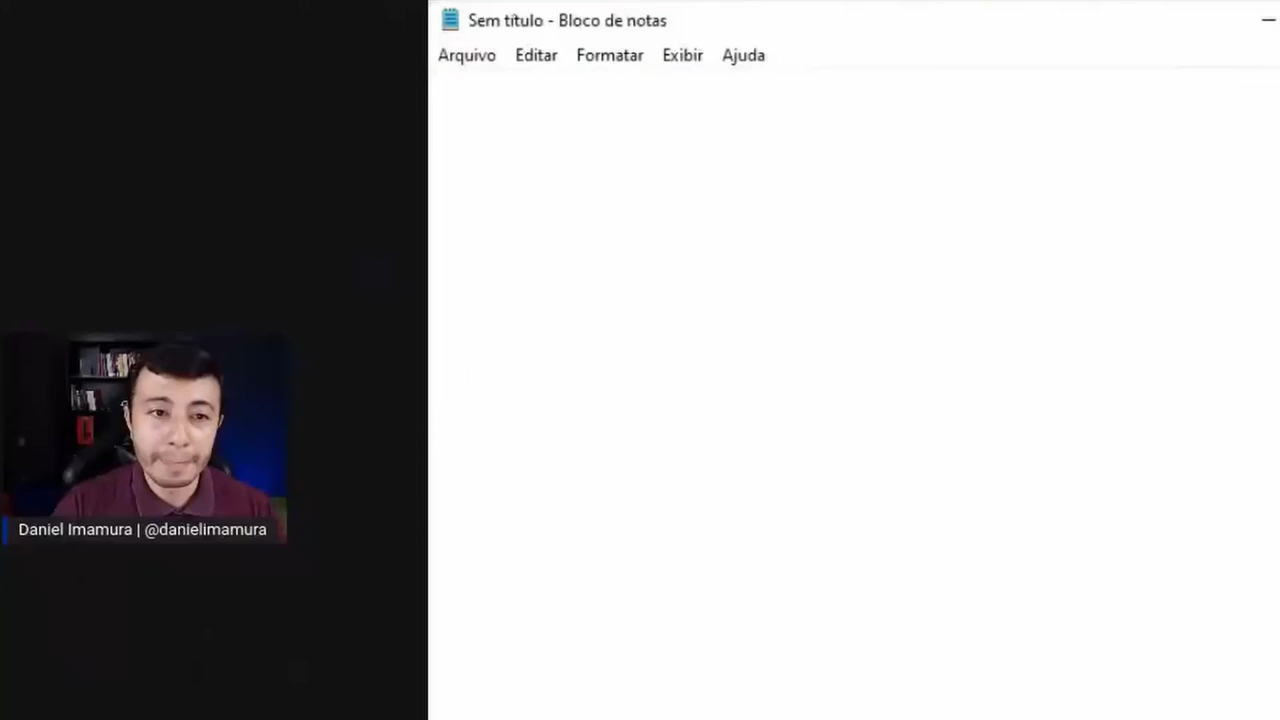 Sem título - Bloco de notas
Arquivo Editar Formatar Exibir Ajuda
Daniel Imamura | @danielimamura